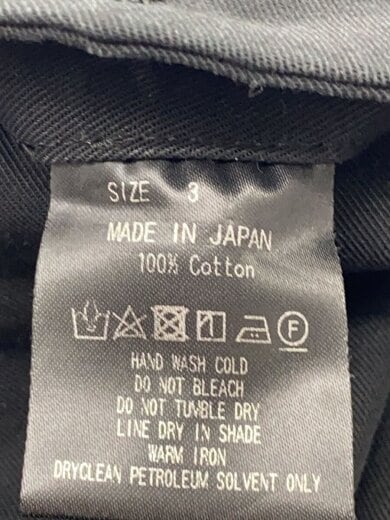 SIZE 3
MADE IN JAPAN
100% Cotton
F
HAND WASH COLD
DO NOT BLEACH
DO NOT TUMBLE DRY
LINE DRY IN SHADE
WARM IRON
DRYCLEAN PETROLEUM SOLVENT ONLY